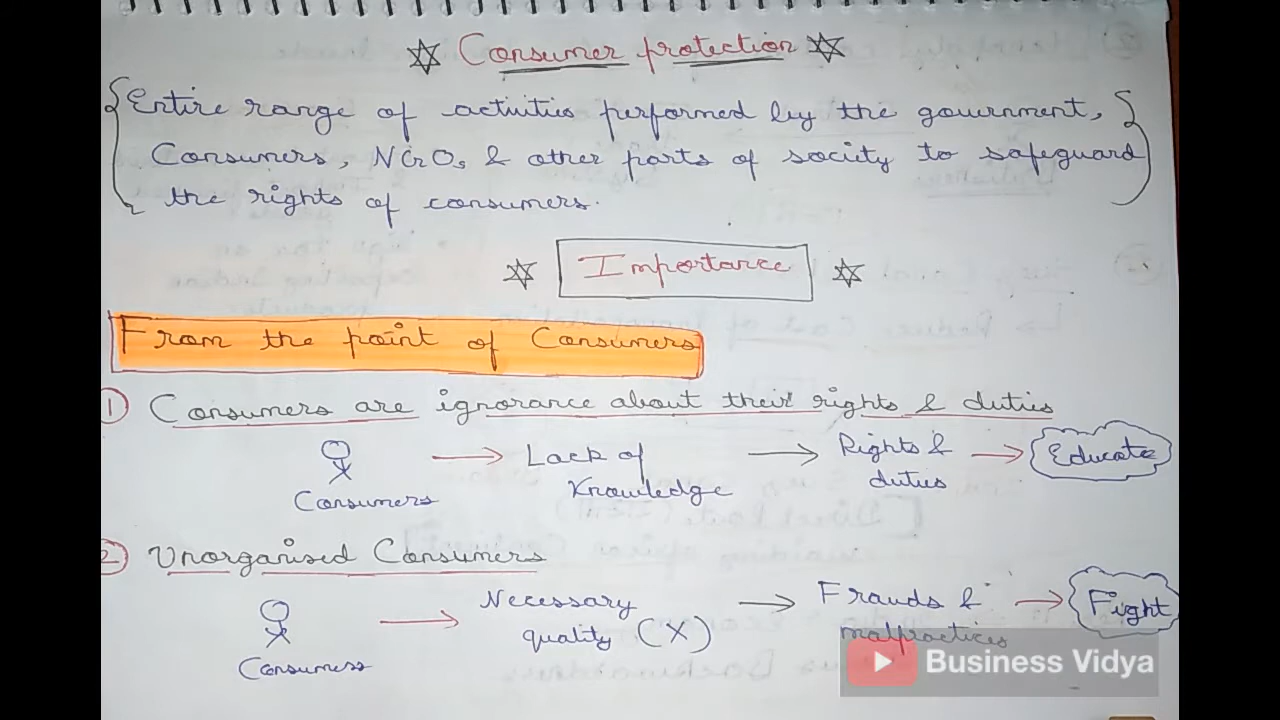 Consumer protection
Entire range of activities performed by the government,
Consumers, NGOs & other parts of society to safeguard
the rights of consumers.
Importance
From the point of Consumers
1 Consumers are ignorance about their rights & duties
Consumers → Lack of Knowledge → Rights & duties → Educate
2 Unorganised Consumers
Consumers → Necessary quality (X) → Frauds & malpractices → Fight
Business Vidya